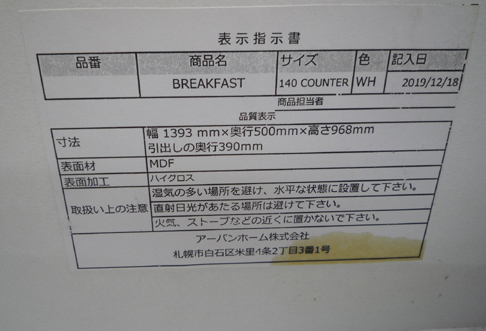 表示指示書
品番 商品名 サイズ 色 記入日
BREAKFAST 140 COUNTER WH 2019/12/18
商品担当者
品質表示
寸法 幅 1393 mm×奥行500mm×高さ968mm
引出しの奥行390mm
表面材 MDF
表面加工 ハイグロス
取扱い上の注意 湿気の多い場所を避け、水平な状態に設置して下さい。
直射日光があたる場所は避けて下さい。
火気、ストーブなどの近くに置かないで下さい。
アーバンホーム株式会社
札幌市白石区米里4条2丁目3番1号